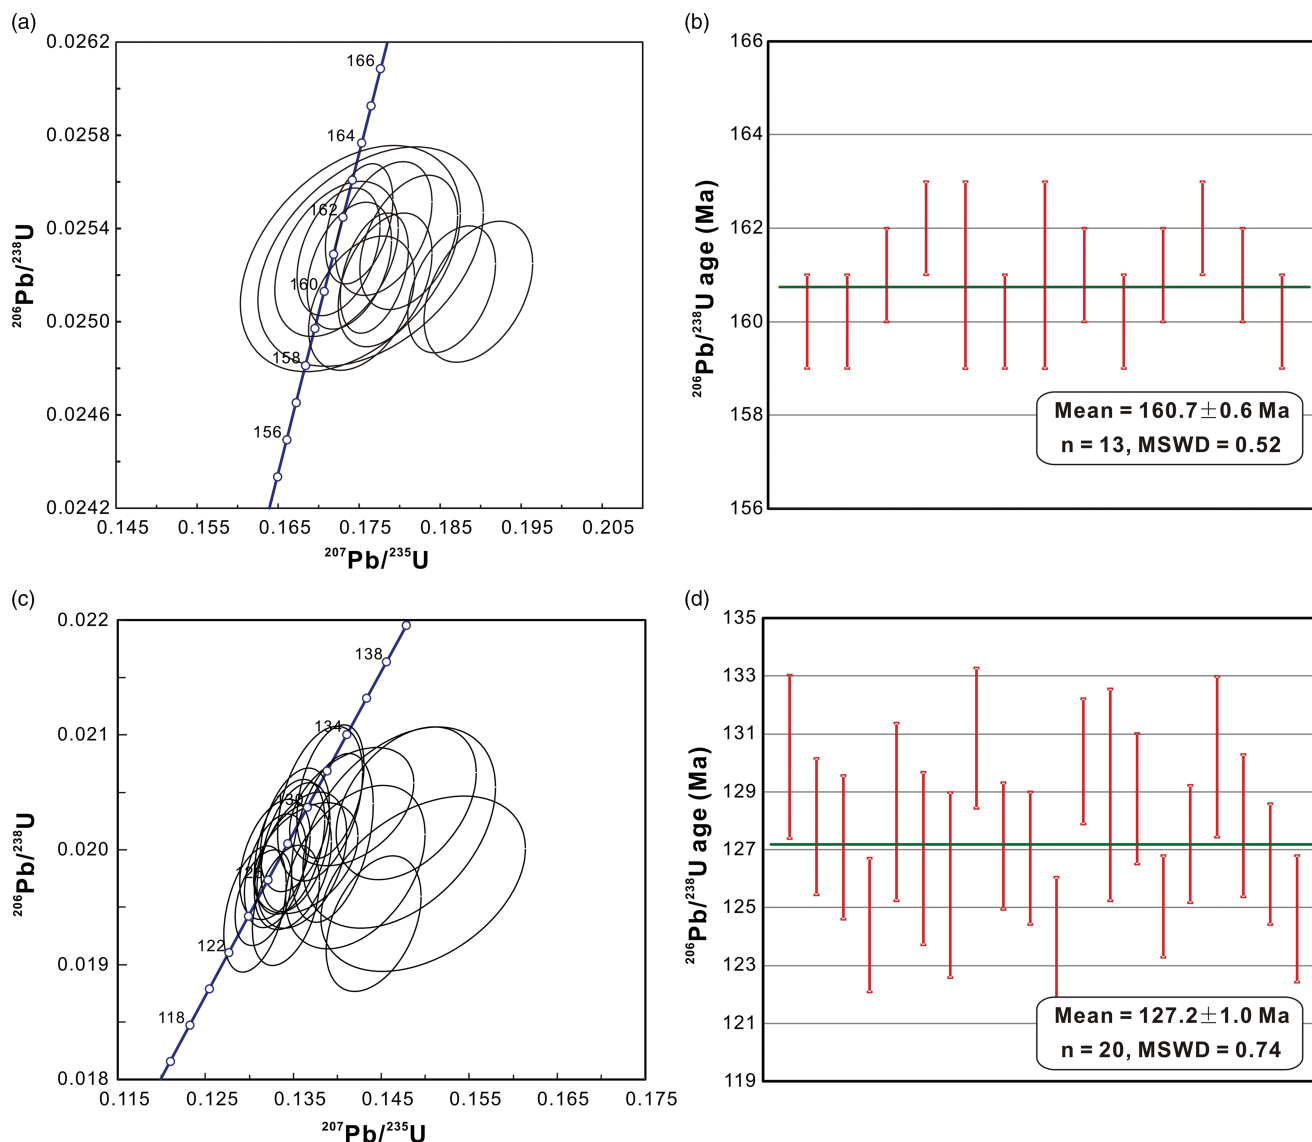 (a)
0.0262
0.0258
0.0254
0.0250
0.0246
0.0242
206Pb/238U
166
164
162
160
158
156
0.145 0.155 0.165 0.175 0.185 0.195 0.205
207Pb/235U
(b)
166
164
162
160
158
156
206Pb/238U age (Ma)
Mean = 160.7±0.6 Ma
n = 13, MSWD = 0.52
(c)
0.022
0.021
0.020
0.019
0.018
206Pb/238U
138
134
130
126
122
118
0.115 0.125 0.135 0.145 0.155 0.165 0.175
207Pb/235U
(d)
135
133
131
129
127
125
123
121
119
206Pb/238U age (Ma)
Mean = 127.2±1.0 Ma
n = 20, MSWD = 0.74